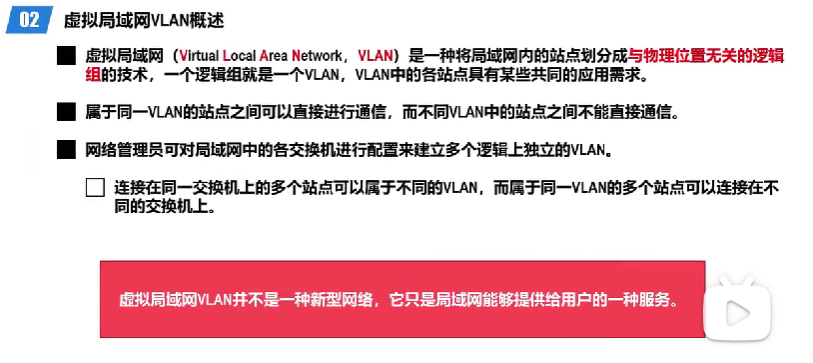 02 虚拟局域网VLAN概述
虚拟局域网（Virtual Local Area Network，VLAN）是一种将局域网内的站点划分成与物理位置无关的逻辑
组的技术，一个逻辑组就是一个VLAN，VLAN中的各站点具有某些共同的应用需求。
属于同一VLAN的站点之间可以直接进行通信，而不同VLAN中的站点之间不能直接通信。
网络管理员可对局域网中的各交换机进行配置来建立多个逻辑上独立的VLAN。
连接在同一交换机上的多个站点可以属于不同的VLAN，而属于同一VLAN的多个站点可以连接在不
同的交换机上。
虚拟局域网VLAN并不是一种新型网络，它只是局域网能够提供给用户的一种服务。